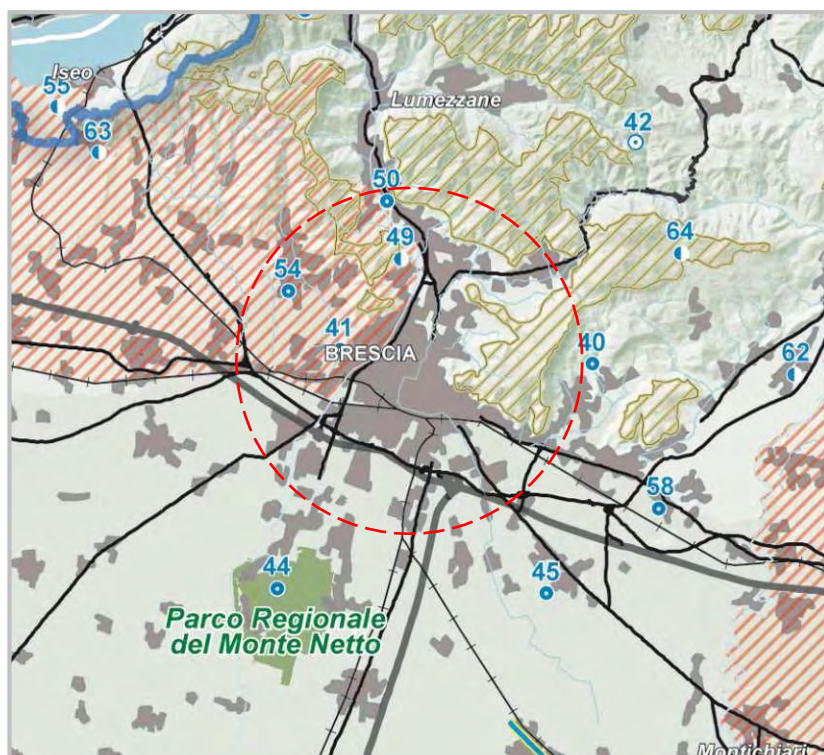 Iseo
55
63
Lumezzane
42
50
49
64
54
41
BRESCIA
40
62
58
44
45
Parco Regionale
del Monte Netto
Montichiari